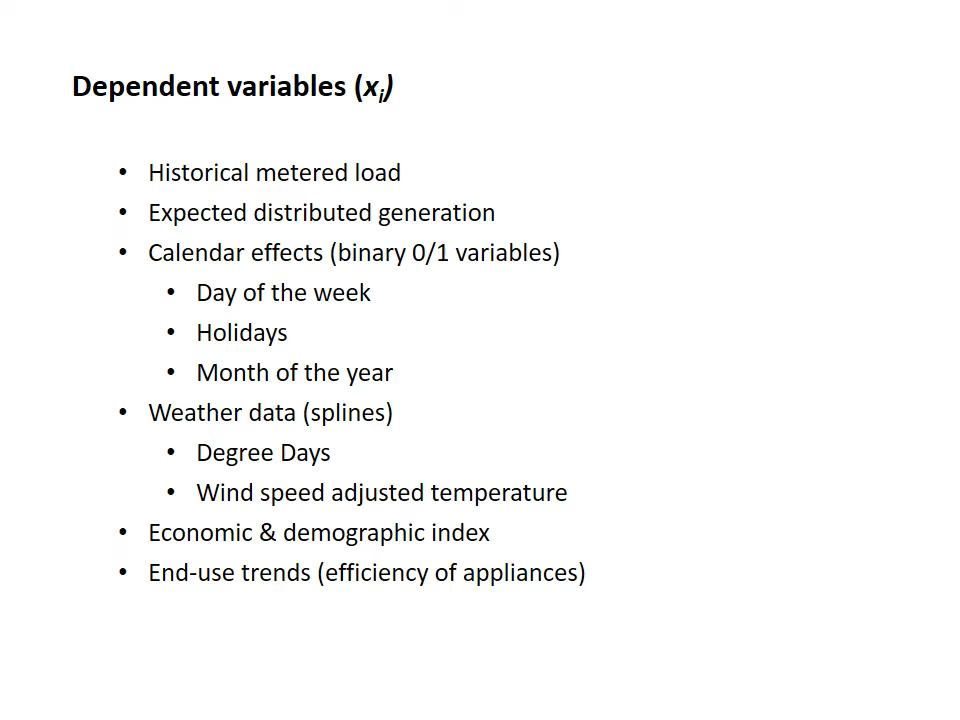 Dependent variables (xi)
• Historical metered load
• Expected distributed generation
• Calendar effects (binary 0/1 variables)
• Day of the week
• Holidays
• Month of the year
• Weather data (splines)
• Degree Days
• Wind speed adjusted temperature
• Economic & demographic index
• End-use trends (efficiency of appliances)